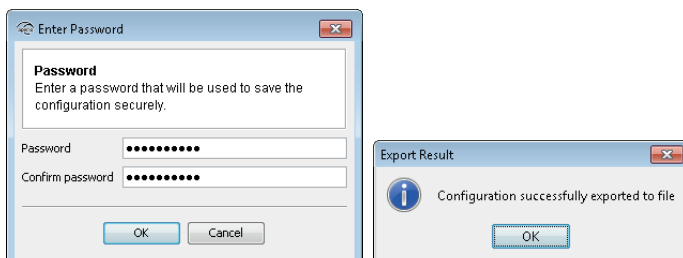 Enter Password
Password
Enter a password that will be used to save the
configuration securely.
Password
Confirm password
OK
Cancel
Export Result
Configuration successfully exported to file
OK